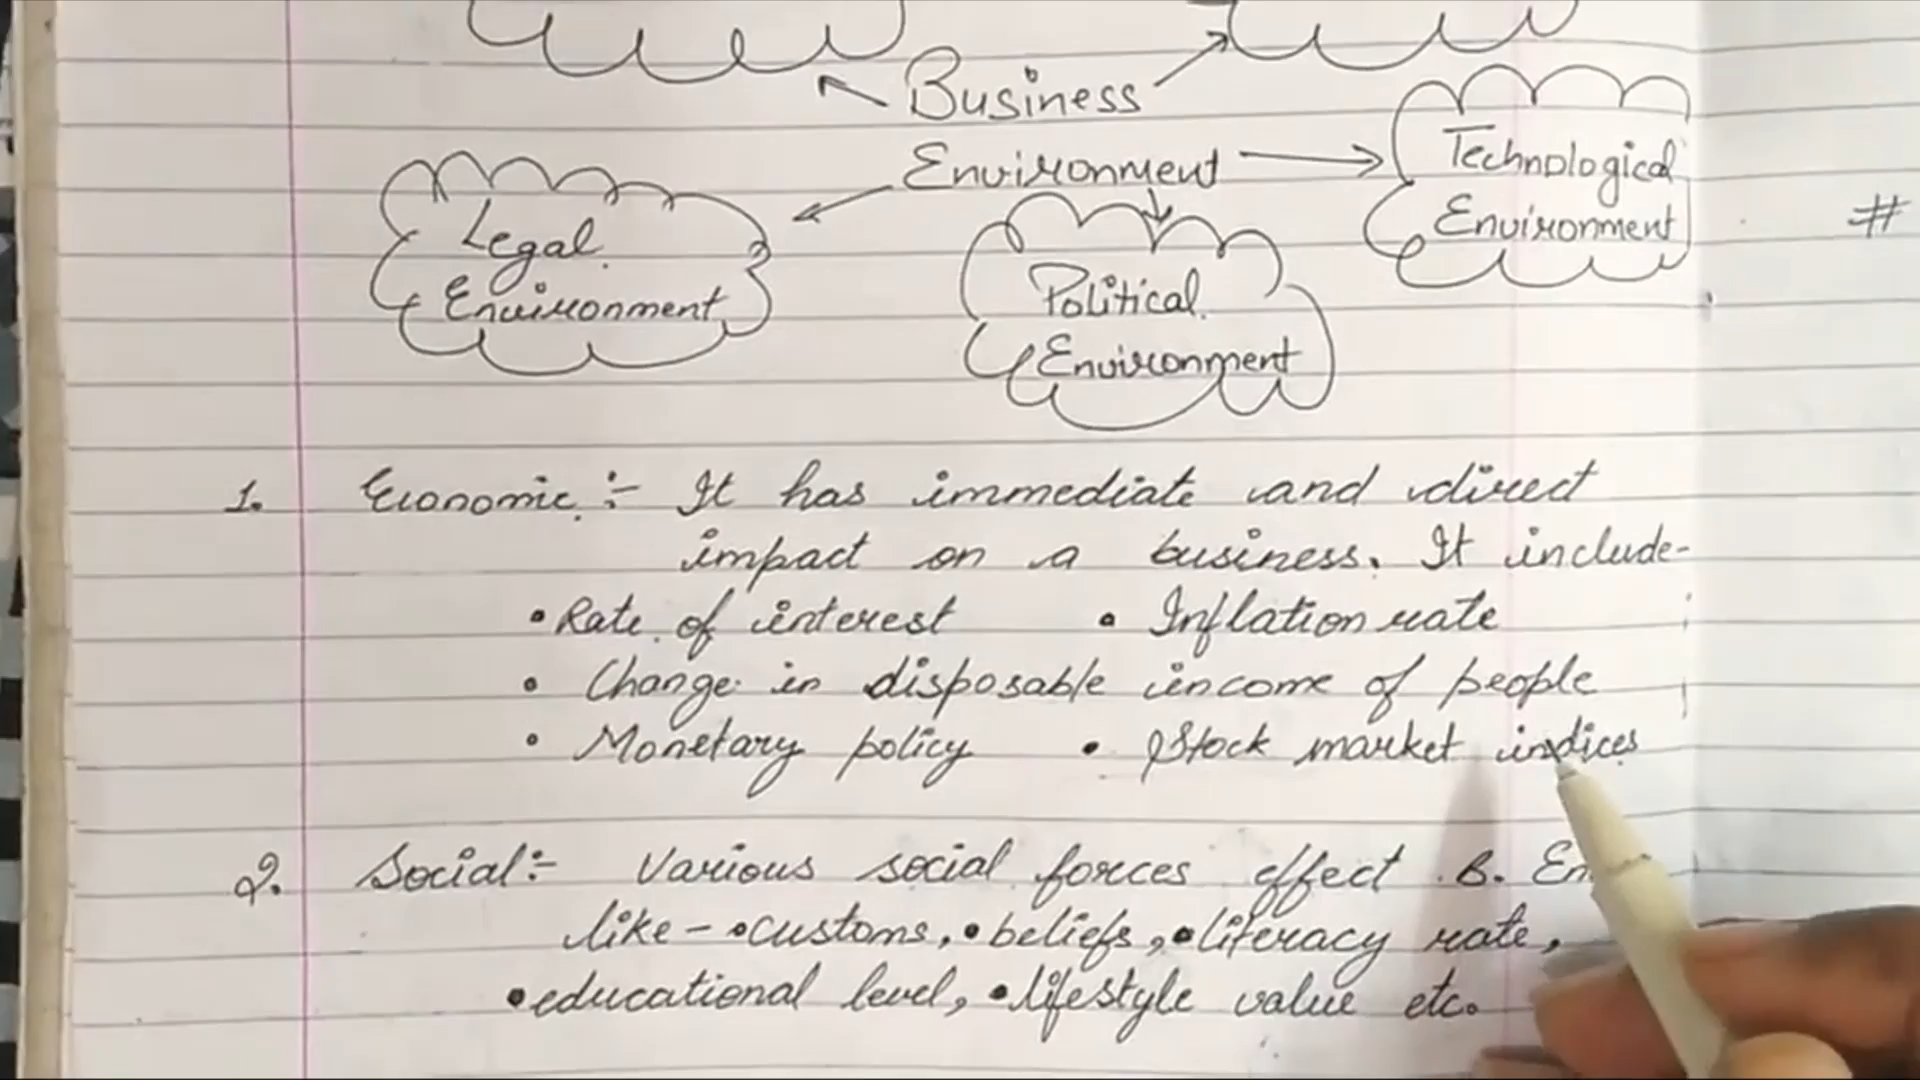 Business
Environment
Technological
Environment
#
Legal
Environment
Political
Environment
1. Economic :- It has immediate and direct
impact on a business. It include-
• Rate of interest • Inflation rate
• Change in disposable income of people
• Monetary policy • Stock market indices
2. Social :- Various social forces effect B.
like - • customs, • beliefs, • literacy rate,
• educational level, • lifestyle value etc.